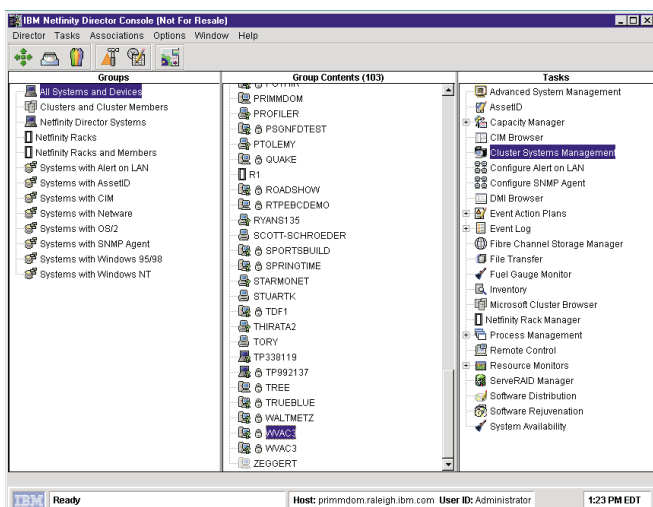 IBM Netfinity Director Console (Not For Resale)
Director Tasks Associations Options Window Help
Groups
All Systems and Devices
Clusters and Cluster Members
Netfinity Director Systems
Netfinity Racks
Netfinity Racks and Members
Systems with Alert on LAN
Systems with AssetID
Systems with CIM
Systems with Netware
Systems with OS/2
Systems with SNMP Agent
Systems with Windows 95/98
Systems with Windows NT
Group Contents (103)
PRIMMDOM
PROFILER
PSGNFDTEST
PTOLEMY
QUAKE
R1
ROADSHOW
RTPEBCDEMO
RYANS135
SCOTT-SCHROEDER
SPORTSBUILD
SPRINGTIME
STARMONET
STUARTK
TDF1
THIRATA2
TORY
TP338119
TP992137
TREE
TRUEBLUE
WALTMETZ
WVAC3
WVAC3
ZEGGERT
Tasks
Advanced System Management
AssetID
Capacity Manager
CIM Browser
Cluster Systems Management
Configure Alert on LAN
Configure SNMP Agent
DMI Browser
Event Action Plans
Event Log
Fibre Channel Storage Manager
File Transfer
Fuel Gauge Monitor
Inventory
Microsoft Cluster Browser
Netfinity Rack Manager
Process Management
Remote Control
Resource Monitors
ServeRAID Manager
Software Distribution
Software Rejuvenation
System Availability
IBM
Ready
Host: primmdom.raleigh.ibm.com User ID: Administrator
1:23 PM EDT